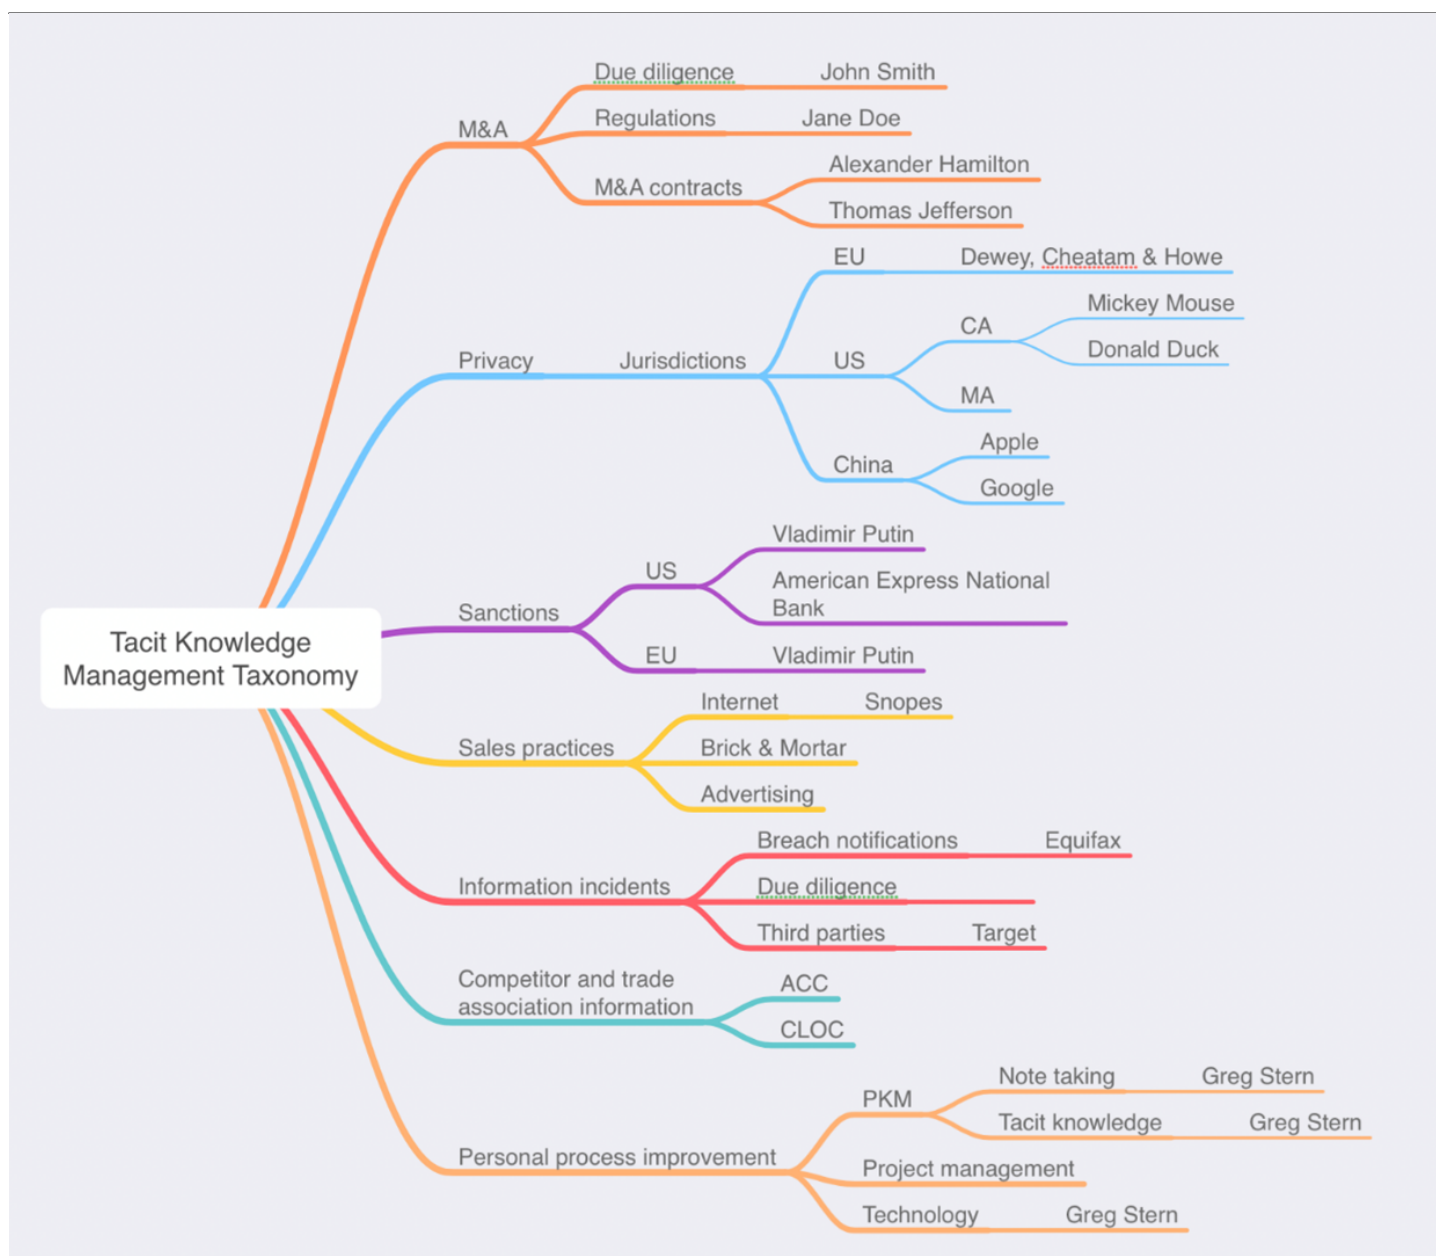 Due diligence
John Smith
Regulations
Jane Doe
M&A
Alexander Hamilton
M&A contracts
Thomas Jefferson
EU
Dewey, Cheatam & Howe
Mickey Mouse
CA
Donald Duck
Privacy
Jurisdictions
US
MA
China
Apple
Google
Vladimir Putin
US
American Express National
Bank
Sanctions
EU
Vladimir Putin
Tacit Knowledge
Management Taxonomy
Internet
Snopes
Sales practices
Brick & Mortar
Advertising
Breach notifications
Equifax
Information incidents
Due diligence
Third parties
Target
Competitor and trade
association information
ACC
CLOC
Note taking
Greg Stern
PKM
Tacit knowledge
Greg Stern
Personal process improvement
Project management
Technology
Greg Stern